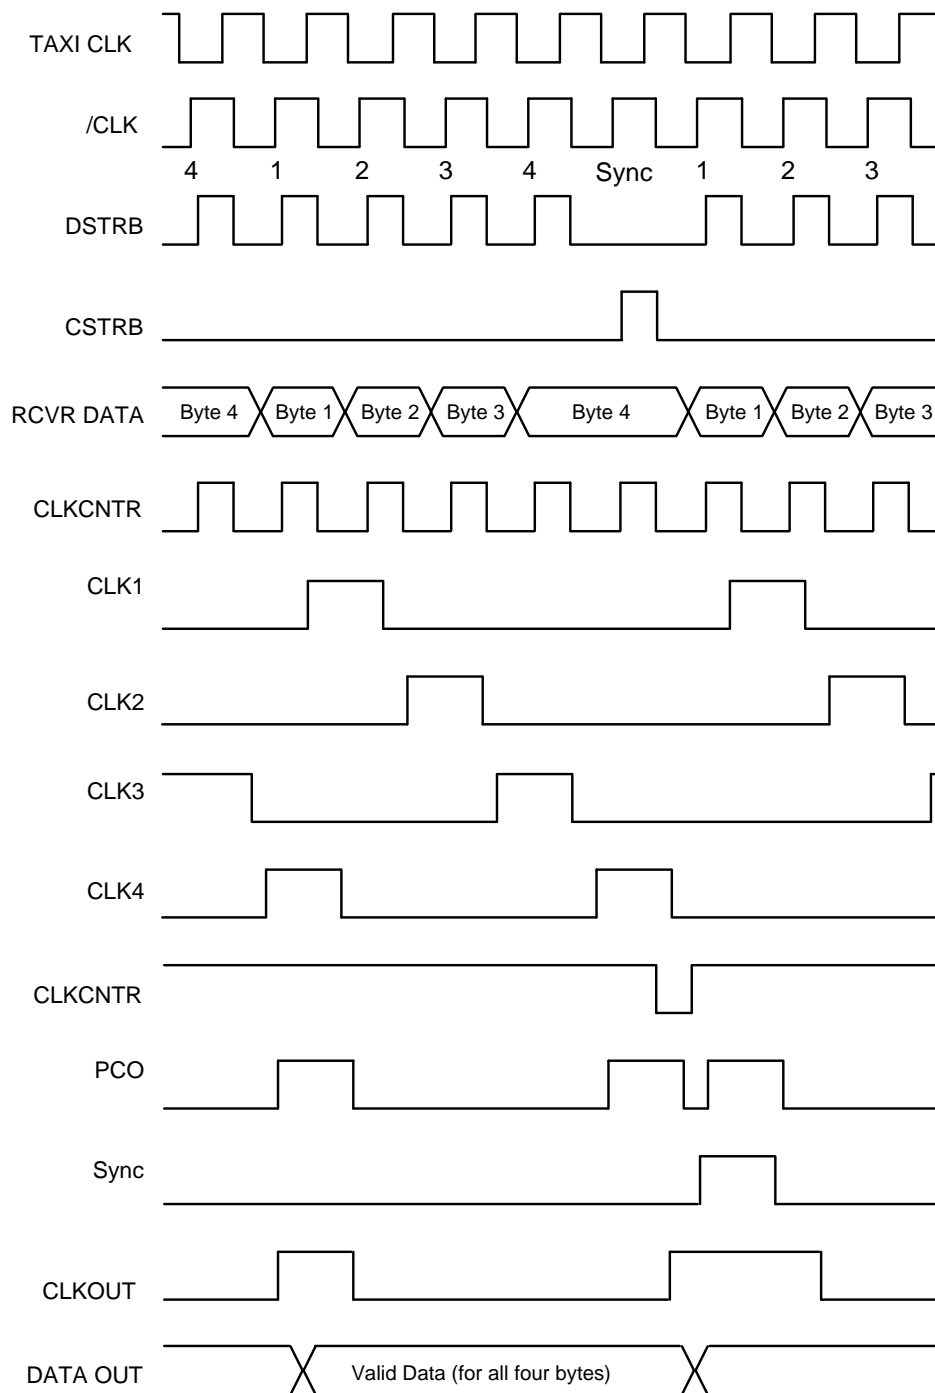 TAXI CLK
/CLK
4 1 2 3 4 Sync 1 2 3
DSTRB
CSTRB
RCVR DATA Byte 4 Byte 1 Byte 2 Byte 3 Byte 4 Byte 1 Byte 2 Byte 3
CLKCNTR
CLK1
CLK2
CLK3
CLK4
CLKCNTR
PCO
Sync
CLKOUT
DATA OUT Valid Data (for all four bytes)